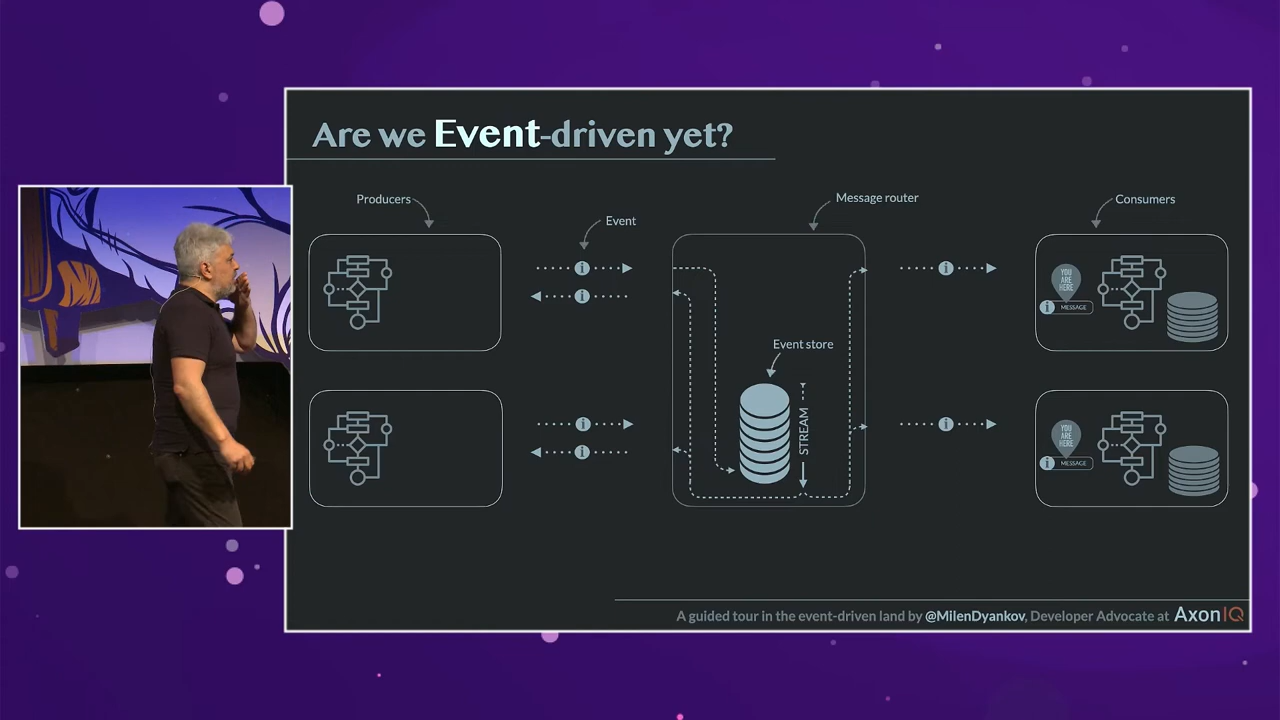 Are we Event-driven yet?
Producers
Event
Message router
Consumers
YOU
ARE
HERE
MESSAGE
Event store
STREAM
YOU
ARE
HERE
MESSAGE
A guided tour in the event-driven land by @MilenDyankov, Developer Advocate at AxonIQ